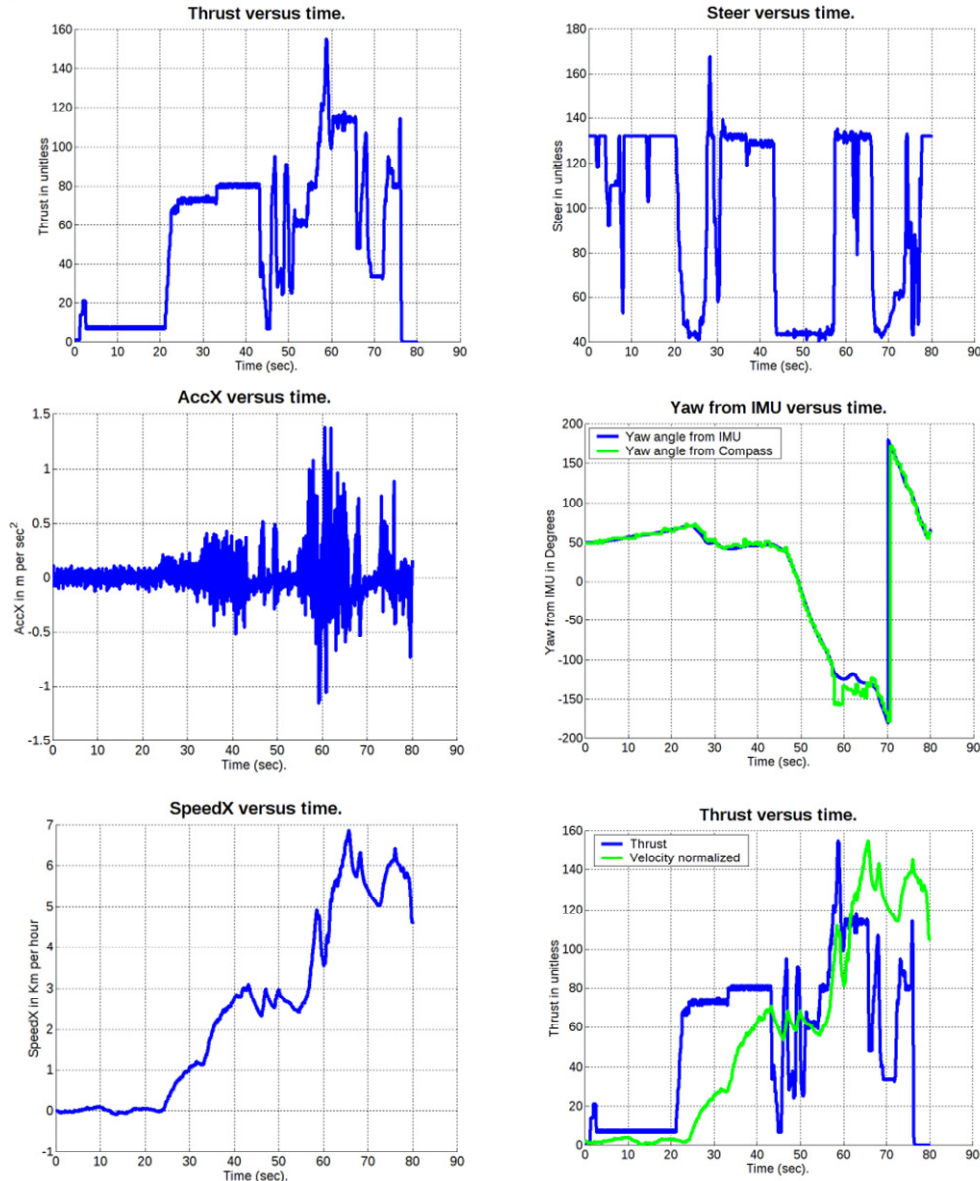 Thrust versus time.
160
140
120
100
80
60
40
20
0
0 10 20 30 40 50 60 70 80 90
Thrust in unitless
Time (sec).
Steer versus time.
180
160
140
120
100
80
60
40
0 10 20 30 40 50 60 70 80 90
Steer in unitless
Time (sec).
AccX versus time.
1.5
1
0.5
0
-0.5
-1
-1.5
0 10 20 30 40 50 60 70 80 90
AccX in m per sec²
Time (sec).
Yaw from IMU versus time.
Yaw angle from IMU
Yaw angle from Compass
200
150
100
50
0
-50
-100
-150
-200
0 10 20 30 40 50 60 70 80 90
Yaw from IMU in Degrees
Time (sec).
SpeedX versus time.
7
6
5
4
3
2
1
0
-1
0 10 20 30 40 50 60 70 80 90
SpeedX in Km per hour
Time (sec).
Thrust versus time.
Thrust
Velocity normalized
160
140
120
100
80
60
40
20
0
0 10 20 30 40 50 60 70 80 90
Thrust in unitless
Time (sec).